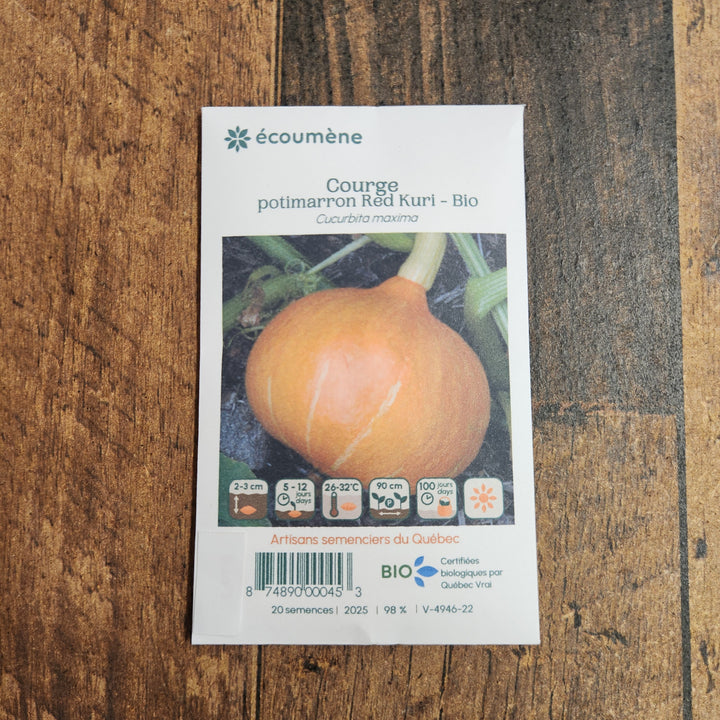 écoumène
Courge
potimarron Red Kuri - Bio
Cucurbita maxima
2-3 cm
5 - 12 jours days
26-32°C
90 cm
P
100 jours days
Artisans semenciers du Québec
8 74890 00045 3
BIO
Certifiées
biologiques par
Québec Vrai
20 semences | 2025 | 98 % | V-4946-22